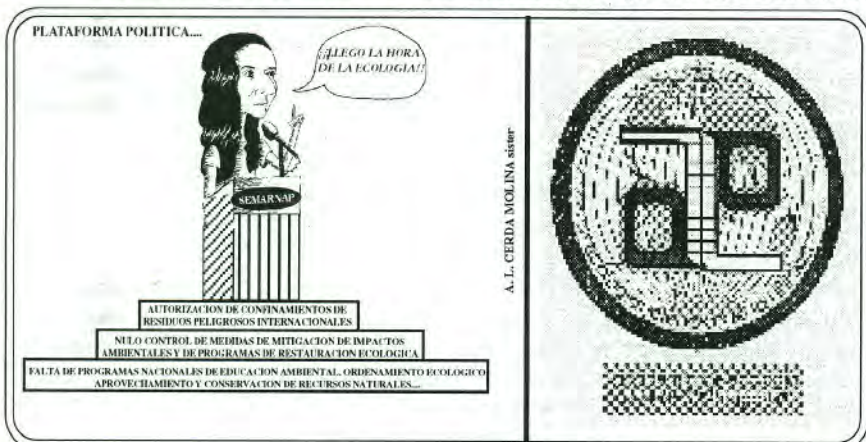 PLATAFORMA POLITICA....
¡¡LLEGO LA HORA
DE LA ECOLOGIA!!
SEMARNAP
AUTORIZACION DE CONFINAMIENTOS DE
RESIDUOS PELIGROSOS INTERNACIONALES
NULO CONTROL DE MEDIDAS DE MITIGACION DE IMPACTOS
AMBIENTALES Y DE PROGRAMAS DE RESTAURACION ECOLOGICA
FALTA DE PROGRAMAS NACIONALES DE EDUCACION AMBIENTAL, ORDENAMIENTO ECOLOGICO
APROVECHAMIENTO Y CONSERVACION DE RECURSOS NATURALES....
A. L. CERDA MOLINA sister